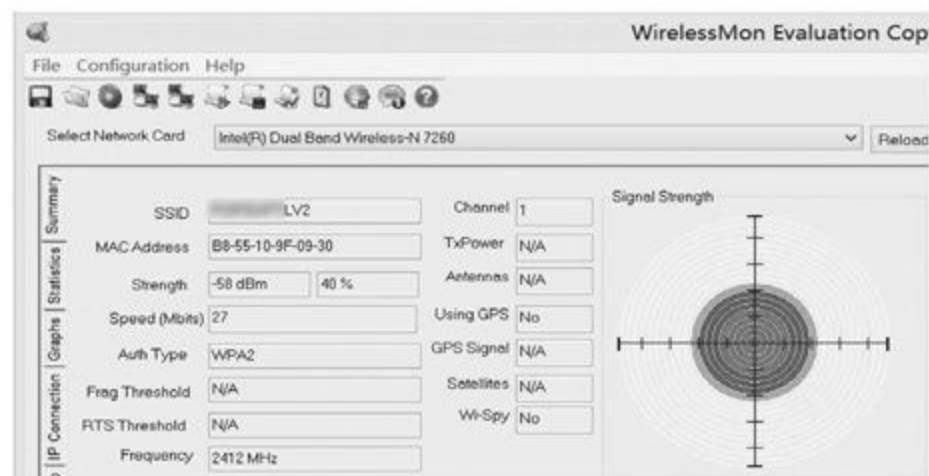 WirelessMon Evaluation Cop
File Configuration Help
Select Network Card Intel(R) Dual Band Wireless-N 7260 Reload
Summary
Statistics
Graphs
IP Connection
SSID LV2
MAC Address B8-55-10-9F-09-30
Strength -58 dBm 40 %
Speed (Mbits) 27
Auth Type WPA2
Frag Threshold N/A
RTS Threshold N/A
Frequency 2412 MHz
Channel 1
TxPower N/A
Antennas N/A
Using GPS No
GPS Signal N/A
Satellites N/A
Wi-Spy No
Signal Strength